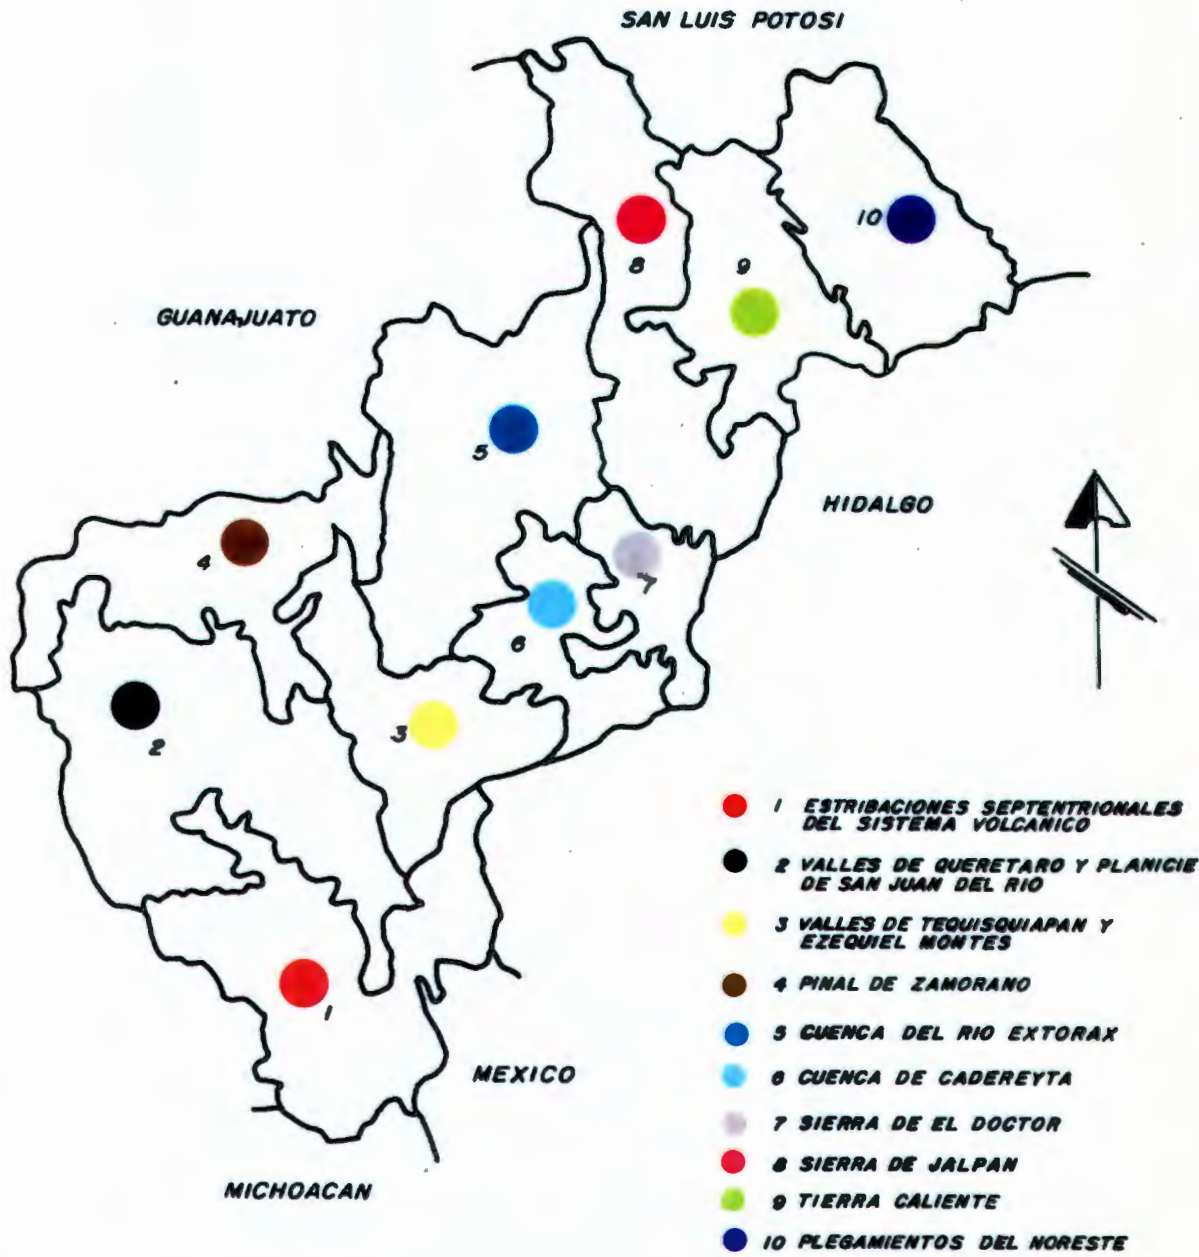 SAN LUIS POTOSI
10
8
9
GUANAJUATO
5
HIDALGO
4
7
6
2
3
1
MEXICO
MICHOACAN
1 ESTRIBACIONES SEPTENTRIONALES
DEL SISTEMA VOLCANICO
2 VALLES DE QUERETARO Y PLANICIE
DE SAN JUAN DEL RIO
3 VALLES DE TEQUISQUIAPAN Y
EZEQUIEL MONTES
4 PINAL DE ZAMORANO
5 CUENCA DEL RIO EXTORAX
6 CUENCA DE CADEREYTA
7 SIERRA DE EL DOCTOR
8 SIERRA DE JALPAN
9 TIERRA CALIENTE
10 PLEGAMIENTOS DEL NORESTE